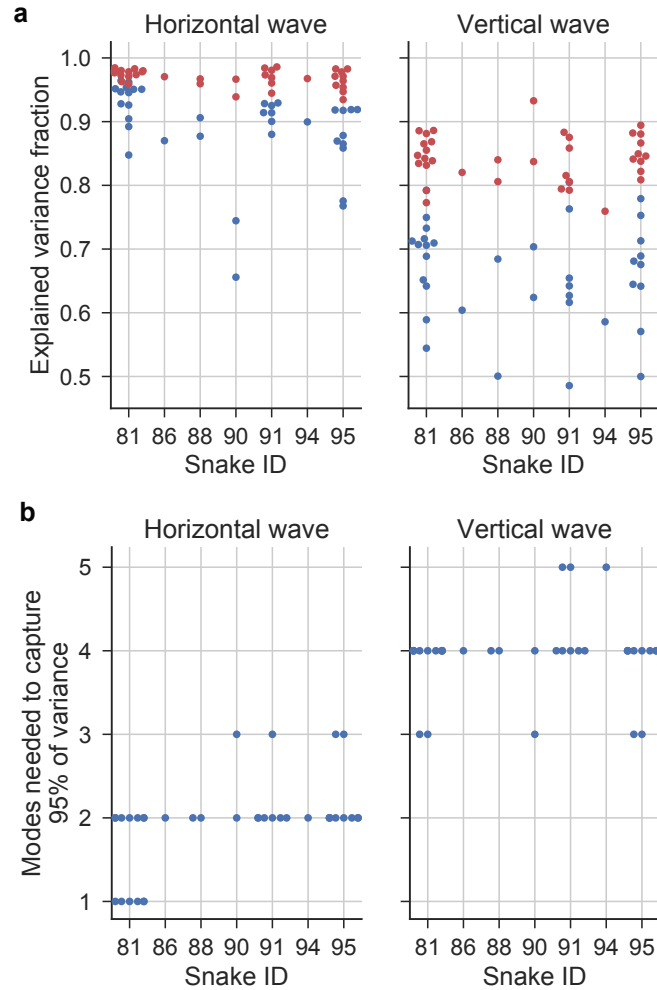 a
Horizontal wave
Vertical wave
Explained variance fraction
1.0
0.9
0.8
0.7
0.6
0.5
81 86 88 90 91 94 95
81 86 88 90 91 94 95
Snake ID
Snake ID
b
Horizontal wave
Vertical wave
Modes needed to capture
95% of variance
5
4
3
2
1
81 86 88 90 91 94 95
81 86 88 90 91 94 95
Snake ID
Snake ID